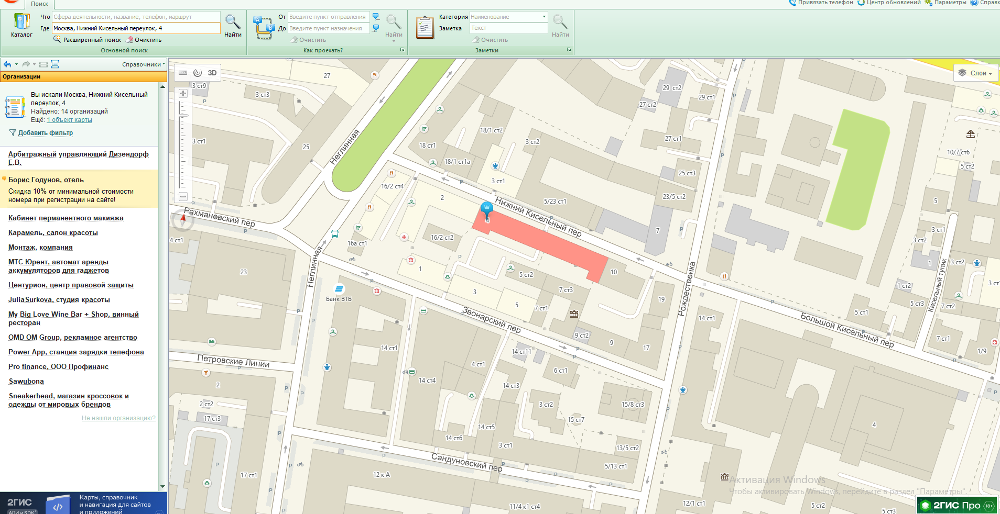 Поиск
Привязать телефон
Центр обновлений
Параметры
Каталог
Что
Сфера деятельности, название, телефон, маршрут
Где
Москва, Нижний Кисельный переулок, 4
Расширенный поиск
Очистить
Найти
Основной поиск
От
Введите пункт отправления
До
Введите пункт назначения
Очистить
Найти
Как проехать?
Категория
Наименование
Заметка
Текст
Очистить
Найти
Заметки
Справочники
Организации
Вы искали Москва, Нижний Кисельный
переулок, 4
Найдено: 14 организаций
Ещё: 1 объект карты
Добавить фильтр
Арбитражный управляющий Дизендорф
Е.В.
Борис Годунов, отель
Скидка 10% от минимальной стоимости
номера при регистрации на сайте!
Кабинет перманентного макияжа
Карамель, салон красоты
Монтаж, компания
МТС Юрент, автомат аренды
аккумуляторов для гаджетов
Центурион, центр правовой защиты
JuliaSurkova, студия красоты
My Big Love Wine Bar + Shop, винный
ресторан
OMD OM Group, рекламное агентство
Power App, станция зарядки телефона
Pro finance, ООО Профинанс
Sawubona
Sneakerhead, магазин кроссовок и
одежды от мировых брендов
Не нашли организацию?
2ГИС
АПИ и SDK
Карты, справочник
и навигация для сайтов
и приложений
3D
Слои
27
3 ст9
3 ст3
29 ст2
29 ст1
27 ст2
18/1 ст2
3 ст1
25
18 ст1
3 ст2
27 ст1
10/7 ст6
5 ст2
Неглинная
18/1 ст1а
25 ст3
3 ст1
16/2 ст4
2
5/23 ст1
23/5 ст2
5
Рахмановский пер
Нижний Кисельный пер
4
7
3 ст1
4 ст1
16а ст1
16/2 ст2
3 ст2
1
3 ст2
Неглинная
23
1
5 ст2
10
Рождественка
Кисельный тупик
Банк ВТБ
3
7 ст3
1 ст2
3 ст1
5
7 ст1
19
5 ст3
7 ст2
Звонарский пер
14 ст1
5 ст1
Большой Кисельный пер
9 ст2
9
17
7 ст1
1/9
14 ст1
14 ст11
Петровские Линии
4 ст1
6 ст1
2
14 ст4
14 ст3
2 ст2
3 ст2
15/8 ст3
17 ст3
15 ст7
14 ст5
4
14 ст6
3 ст1
13/5 ст2
Сандуновский пер
5/13 ст1
17 ст1
12 к А
11/4 к1 ст4
12/1 ст1
5 ст2
5 ст3
Активация Windows
Чтобы активировать Windows, перейдите в раздел "Параметры".
2ГИС Про
18+